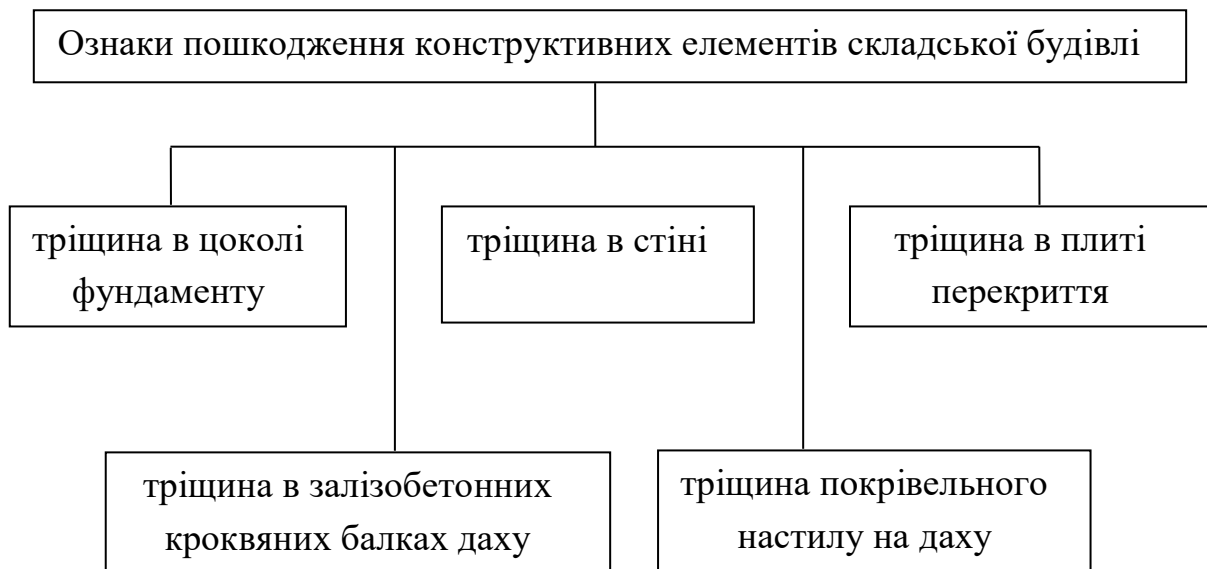 Ознаки пошкодження конструктивних елементів складської будівлі
тріщина в цоколі
фундаменту
тріщина в стіні
тріщина в плиті
перекриття
тріщина в залізобетонних
кроквяних балках даху
тріщина покрівельного
настилу на даху